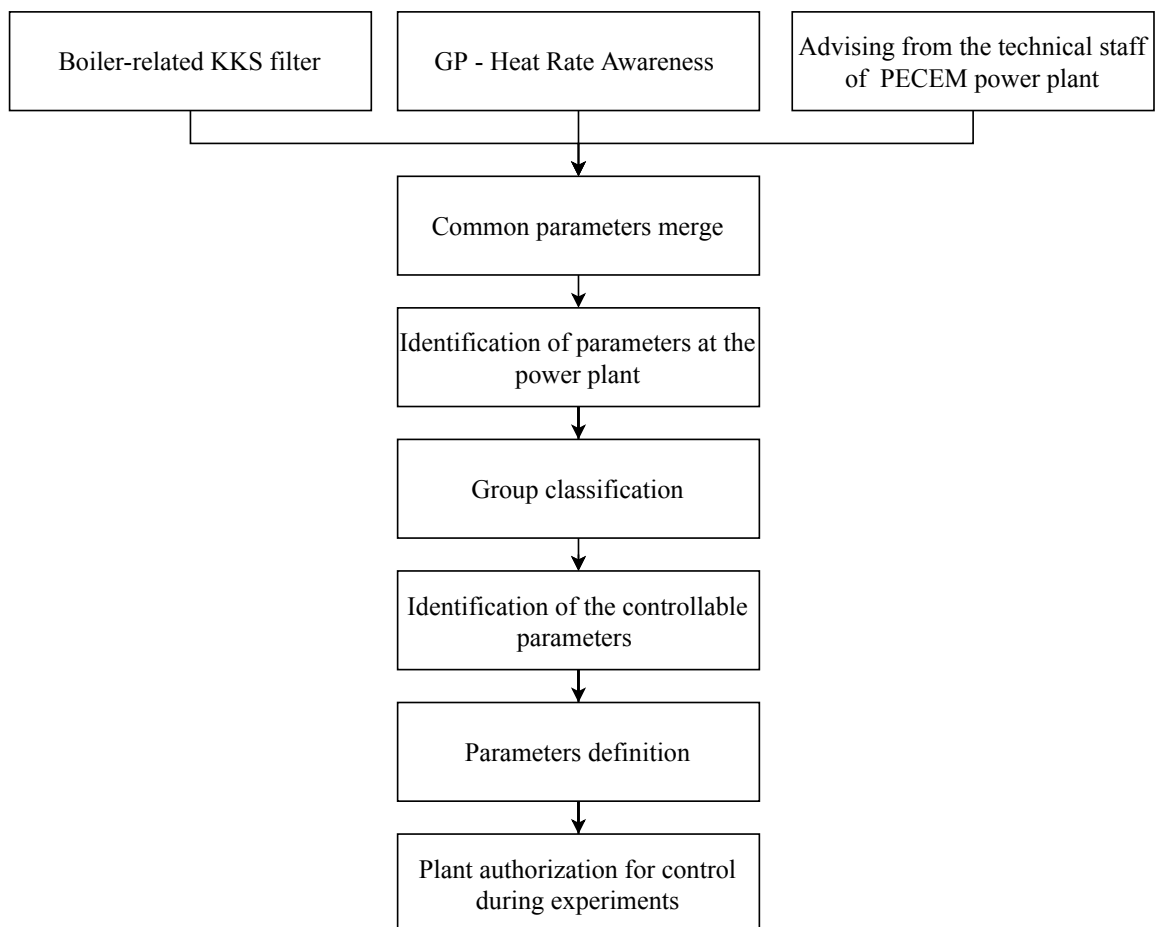 Boiler-related KKS filter
GP - Heat Rate Awareness
Advising from the technical staff
of PECEM power plant
Common parameters merge
Identification of parameters at the
power plant
Group classification
Identification of the controllable
parameters
Parameters definition
Plant authorization for control
during experiments